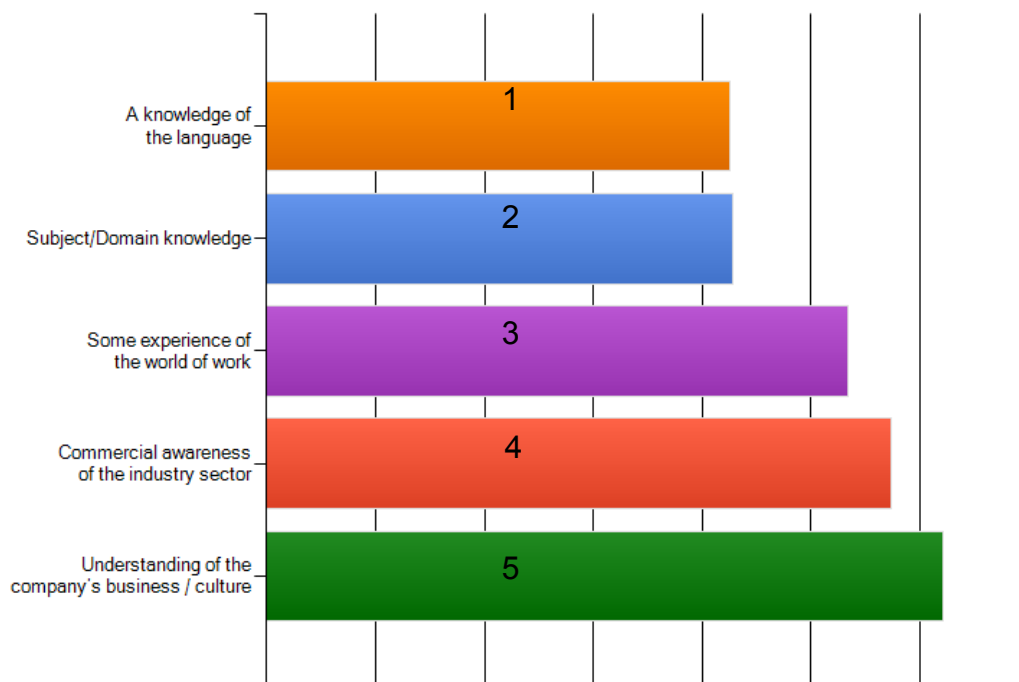 1
A knowledge of
the language
2
Subject/Domain knowledge
3
Some experience of
the world of work
4
Commercial awareness
of the industry sector
5
Understanding of the
company's business / culture